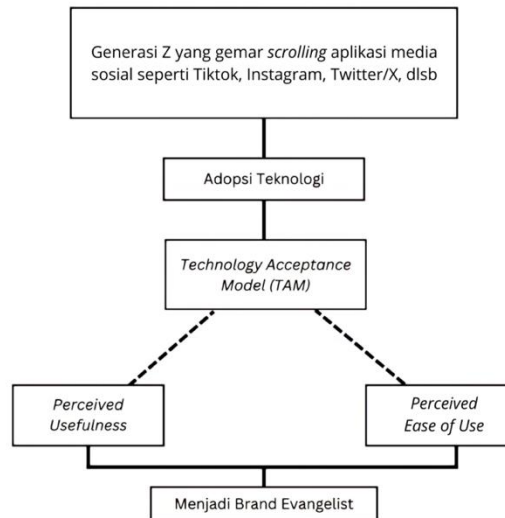 Generasi Z yang gemar scrolling aplikasi media
sosial seperti Tiktok, Instagram, Twitter/X, dlsb
Adopsi Teknologi
Technology Acceptance
Model (TAM)
Perceived
Usefulness
Perceived
Ease of Use
Menjadi Brand Evangelist